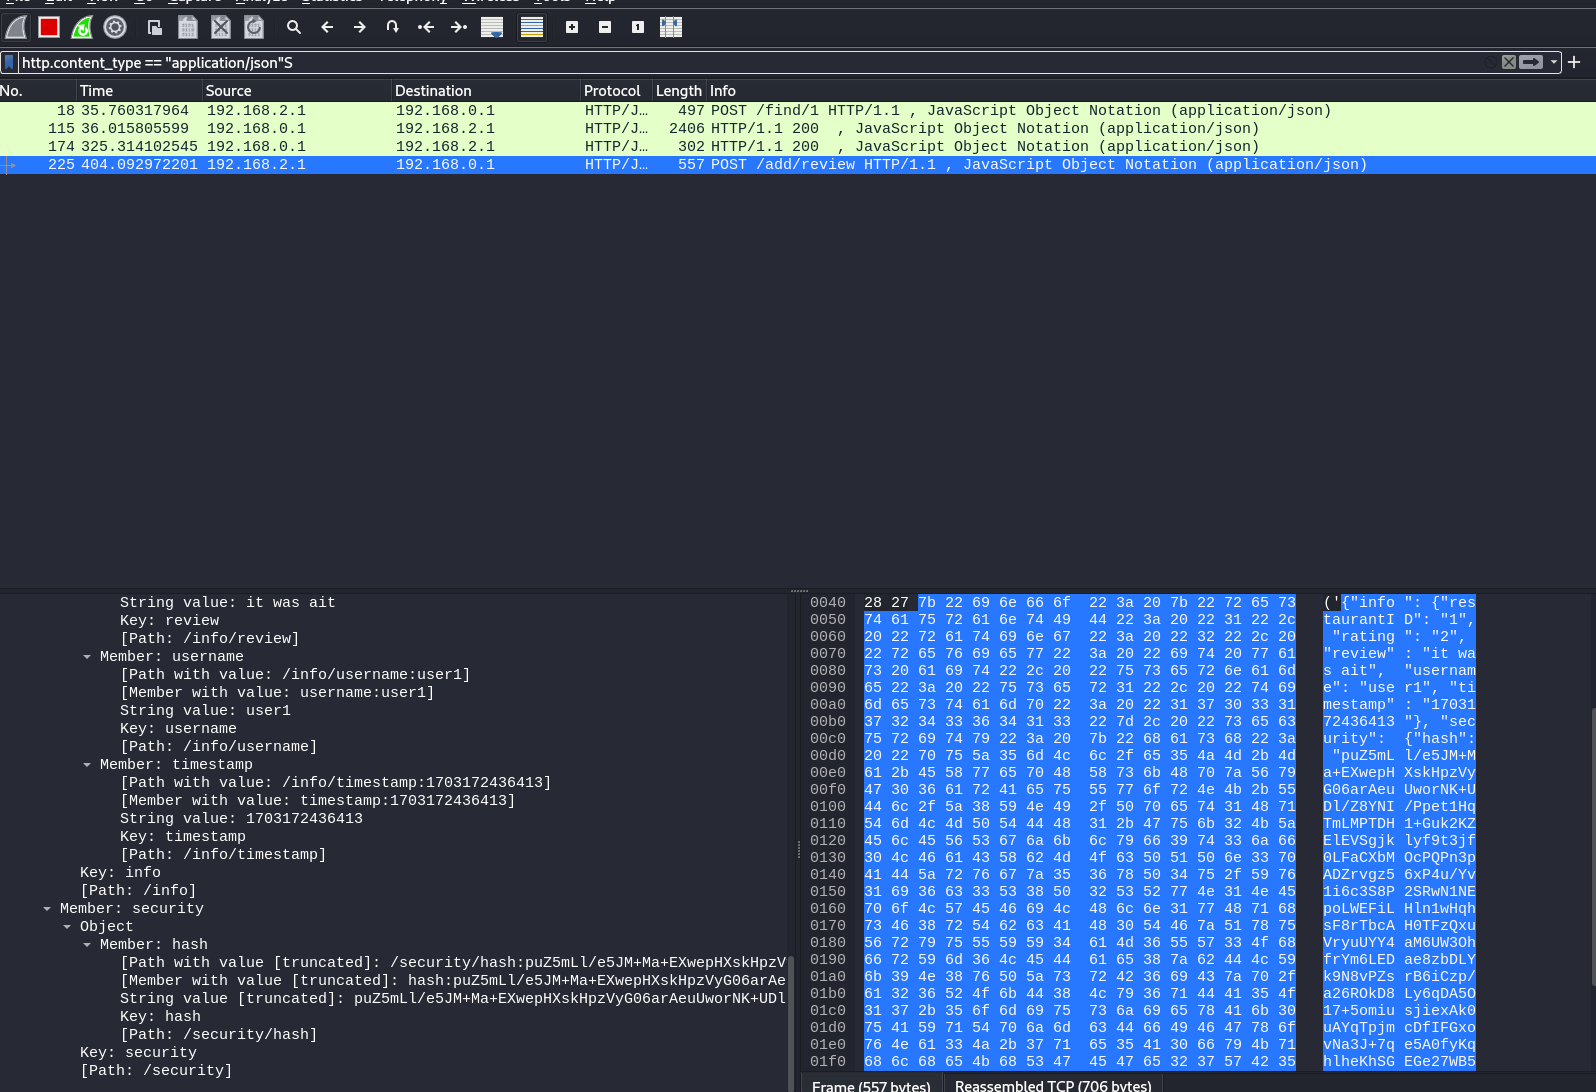 http.content_type == "application/json"S
No. Time Source Destination Protocol Length Info
18 35.760317964 192.168.2.1 192.168.0.1 HTTP/J… 497 POST /find/1 HTTP/1.1 , JavaScript Object Notation (application/json)
115 36.015805599 192.168.0.1 192.168.2.1 HTTP/J… 2406 HTTP/1.1 200 , JavaScript Object Notation (application/json)
174 325.314102545 192.168.0.1 192.168.2.1 HTTP/J… 302 HTTP/1.1 200 , JavaScript Object Notation (application/json)
225 404.092972201 192.168.2.1 192.168.0.1 HTTP/J… 557 POST /add/review HTTP/1.1 , JavaScript Object Notation (application/json)
String value: it was ait
Key: review
[Path: /info/review]
Member: username
[Path with value: /info/username:user1]
[Member with value: username:user1]
String value: user1
Key: username
[Path: /info/username]
Member: timestamp
[Path with value: /info/timestamp:1703172436413]
[Member with value: timestamp:1703172436413]
String value: 1703172436413
Key: timestamp
[Path: /info/timestamp]
Key: info
[Path: /info]
Member: security
Object
Member: hash
[Path with value [truncated]: /security/hash:puZ5mLl/e5JM+Ma+EXwepHXskHpzV
[Member with value [truncated]: hash:puZ5mLl/e5JM+Ma+EXwepHXskHpzVyG06arAe
String value [truncated]: puZ5mLl/e5JM+Ma+EXwepHXskHpzVyG06arAeuUworNK+UDl
Key: hash
[Path: /security/hash]
Key: security
[Path: /security]
0040 28 27 7b 22 69 6e 66 6f 22 3a 20 7b 22 72 65 73 ('{"info ": {"res
0050 74 61 75 72 61 6e 74 49 44 22 3a 20 22 31 22 2c taurantI D": "1",
0060 20 22 72 61 74 69 6e 67 22 3a 20 22 32 22 2c 20 "rating ": "2",
0070 22 72 65 76 69 65 77 22 3a 20 22 69 74 20 77 61 "review" : "it wa
0080 73 20 61 69 74 22 2c 20 22 75 73 65 72 6e 61 6d s ait", "usernam
0090 65 22 3a 20 22 75 73 65 72 31 22 2c 20 22 74 69 e": "use r1", "ti
00a0 6d 65 73 74 61 6d 70 22 3a 20 22 31 37 30 33 31 mestamp" : "17031
00b0 37 32 34 33 36 34 31 33 22 7d 2c 20 22 73 65 63 72436413 "}, "sec
00c0 75 72 69 74 79 22 3a 20 7b 22 68 61 73 68 22 3a urity": {"hash":
00d0 20 22 70 75 5a 35 6d 4c 6c 2f 65 35 4a 4d 2b 4d "puZ5mL l/e5JM+M
00e0 61 2b 45 58 77 65 70 48 58 73 6b 48 70 7a 56 79 a+EXwepH XskHpzVy
00f0 47 30 36 61 72 41 65 75 55 77 6f 72 4e 4b 2b 55 G06arAeu UworNK+U
0100 44 6c 2f 5a 38 59 4e 49 2f 50 70 65 74 31 48 71 Dl/Z8YNI /Ppet1Hq
0110 54 6d 4c 4d 50 54 44 48 31 2b 47 75 6b 32 4b 5a TmLMPTDH 1+Guk2KZ
0120 45 6c 45 56 53 67 6a 6b 6c 79 66 39 74 33 6a 66 ElEVSgjk lyf9t3jf
0130 30 4c 46 61 43 58 62 4d 4f 63 50 51 50 6e 33 70 0LFaCXbM OcPQPn3p
0140 41 44 5a 72 76 67 7a 35 36 78 50 34 75 2f 59 76 ADZrvgz5 6xP4u/Yv
0150 31 69 36 63 33 53 38 50 32 53 52 77 4e 31 4e 45 1i6c3S8P 2SRwN1NE
0160 70 6f 4c 57 45 46 69 4c 48 6c 6e 31 77 48 71 68 poLWEFiL Hln1wHqh
0170 73 46 38 72 54 62 63 41 48 30 54 46 7a 51 78 75 sF8rTbcA H0TFzQxu
0180 56 72 79 75 55 59 59 34 61 4d 36 55 57 33 4f 68 VryuUYY4 aM6UW3Oh
0190 66 72 59 6d 36 4c 45 44 61 65 38 7a 62 44 4c 59 frYm6LED ae8zbDLY
01a0 6b 39 4e 38 76 50 5a 73 72 42 36 69 43 7a 70 2f k9N8vPZs rB6iCzp/
01b0 61 32 36 52 4f 6b 44 38 4c 79 36 71 44 41 35 4f a26ROkD8 Ly6qDA5O
01c0 31 37 2b 35 6f 6d 69 75 73 6a 69 65 78 41 6b 30 17+5omiu sjiexAk0
01d0 75 41 59 71 54 70 6a 6d 63 44 66 49 46 47 78 6f uAYqTpjm cDfIFGxo
01e0 76 4e 61 33 4a 2b 37 71 65 35 41 30 66 79 4b 71 vNa3J+7q e5A0fyKq
01f0 68 6c 68 65 4b 68 53 47 45 47 65 32 37 57 42 35 hlheKhSG EGe27WB5
Frame (557 bytes) Reassembled TCP (706 bytes)